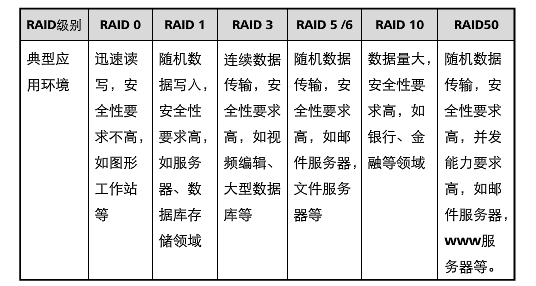 RAID级别
RAID 0
RAID 1
RAID 3
RAID 5 /6
RAID 10
RAID50
典型应
用环境
迅速读
写，安
全性要
求不高，
如图形
工作站
等
随机数
据写入，
安全性
要求高，
如服务
器、数
据库存
储领域
连续数据
传输，安
全性要求
高，如视
频编辑、
大型数据
库等
随机数据
传输，安
全性要求
高，如邮
件服务器，
文件服务
器等
数据量大，
安全性要
求高，如
银行、金
融等领域
随机数据
传输，安
全性要求
高，并发
能力要求
高，如邮
件服务器，
www服
务器等。